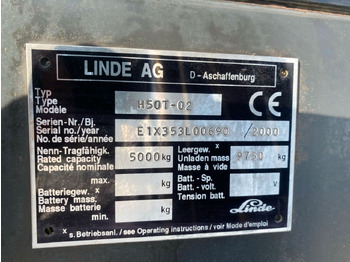 LINDE AG
D-Aschaffenburg
Typ
Type
Modèle
H50T-02
CE
Serien-Nr./Bj.
Serial no./year
No. de série/année
E1X353L00690 / 2000
Nenn-Tragfähigk.
Rated capacity
Capacité nominale
5000 kg
Leergew. x
Unladen mass
Masse à vide
9750 kg
max. kg
Batteriegew. x
Battery mass.
Masse batterie
min. kg
Batt.-Sp.
Batt.-volt.
Tension batt.
V
Linde
x s. Betriebsanl. / see Operating instructions / voir Mode d'emploi